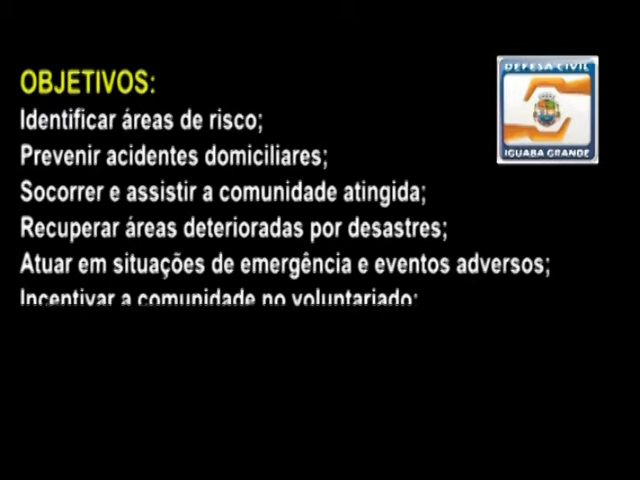 OBJETIVOS:
Identificar áreas de risco;
Prevenir acidentes domiciliares;
Socorrer e assistir a comunidade atingida;
Recuperar áreas deterioradas por desastres;
Atuar em situações de emergência e eventos adversos;
Incentivar a comunidade no voluntariado;
DEFESA CIVIL
IGUABA GRANDE